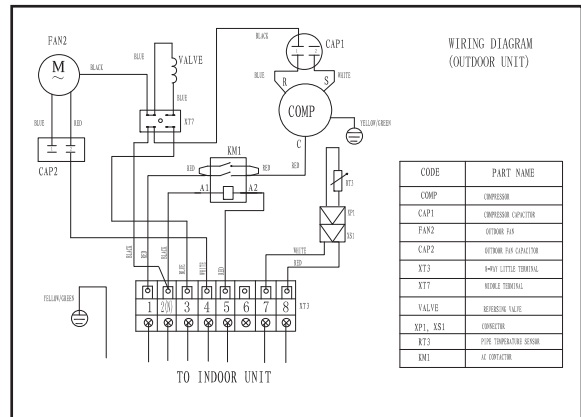 WIRING DIAGRAM
(OUTDOOR UNIT)
FAN2
M
~
BLACK
BLUE
VALVE
BLUE
BLACK
CAP1
BLUE
R
S
WHITE
COMP
C
YELLOW/GREEN
BLUE
RED
CAP2
XT7
KM1
RED
RED
RED
A1
A2
RT3
XP1
XS1
WHITE
RED
BLACK
RED
BLACK
BLUE
WHITE
RED
YELLOW/GREEN
1
2(N)
3
4
5
6
7
8
XT3
TO INDOOR UNIT
CODE PART NAME
COMP COMPRESSOR
CAP1 COMPRESSOR CAPACITOR
FAN2 OUTDOOR FAN
CAP2 OUTDOOR FAN CAPACITOR
XT3 8-WAY LITTLE TERMINAL
XT7 MIDDLE TERMINAL
VALVE REVERSING VALVE
XP1, XS1 CONNECTOR
RT3 PIPE TEMPERATURE SENSOR
KM1 AC CONTACTOR